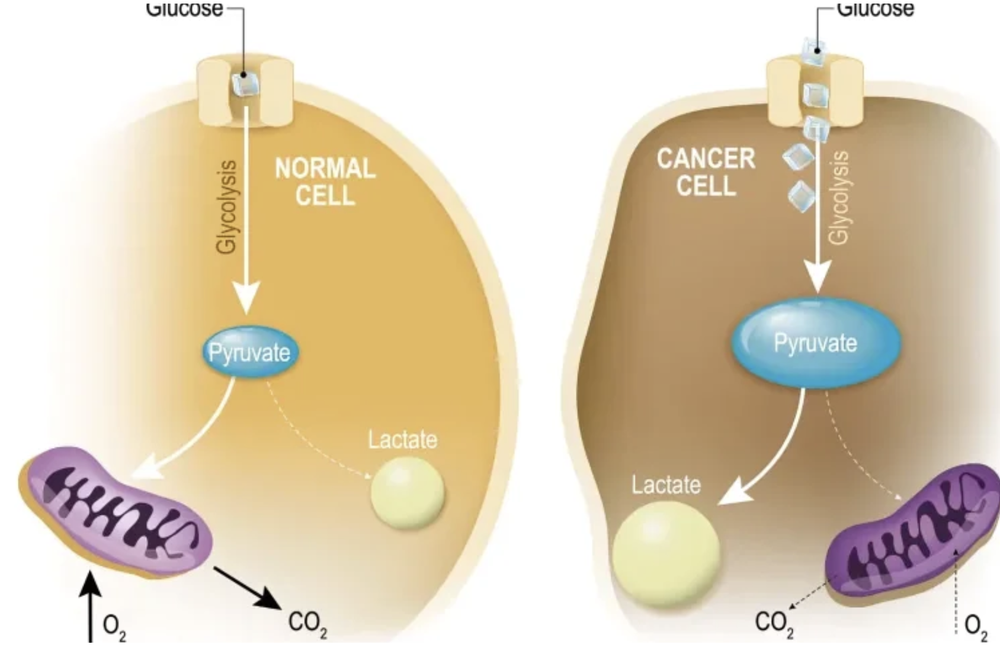 Glucose
Glycolysis
NORMAL
CELL
Pyruvate
Lactate
O₂
CO₂
Glucose
CANCER
CELL
Glycolysis
Pyruvate
Lactate
CO₂
O₂